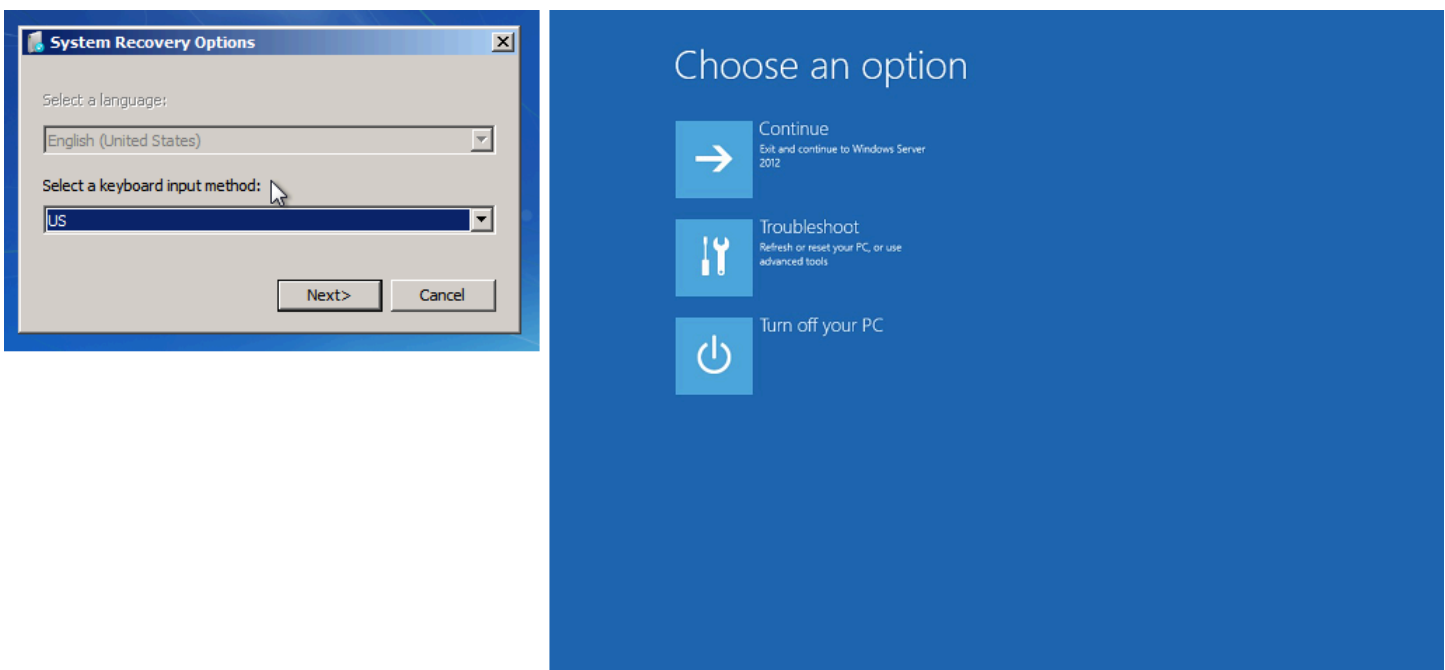 System Recovery Options
Select a language:
English (United States)
Select a keyboard input method:
US
Next>
Cancel
Choose an option
Continue
Exit and continue to Windows Server
2012
Troubleshoot
Refresh or reset your PC, or use
advanced tools
Turn off your PC